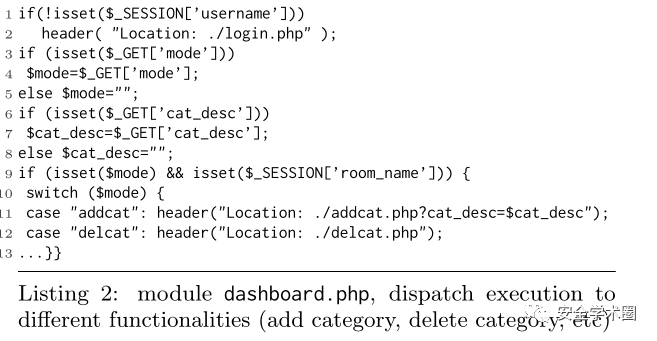 1 if(!isset($_SESSION['username']))
2 header( "Location: ./login.php" );
3 if (isset($_GET['mode']))
4 $mode=$_GET['mode'];
5 else $mode="";
6 if (isset($_GET['cat_desc']))
7 $cat_desc=$_GET['cat_desc'];
8 else $cat_desc="";
9 if (isset($mode) && isset($_SESSION['room_name'])) {
10 switch ($mode) {
11 case "addcat": header("Location: ./addcat.php?cat_desc=$cat_desc");
12 case "delcat": header("Location: ./delcat.php");
13 ...}}
Listing 2: module dashboard.php, dispatch execution to
different functionalities (add category, delete category, etc)
安全学术圈